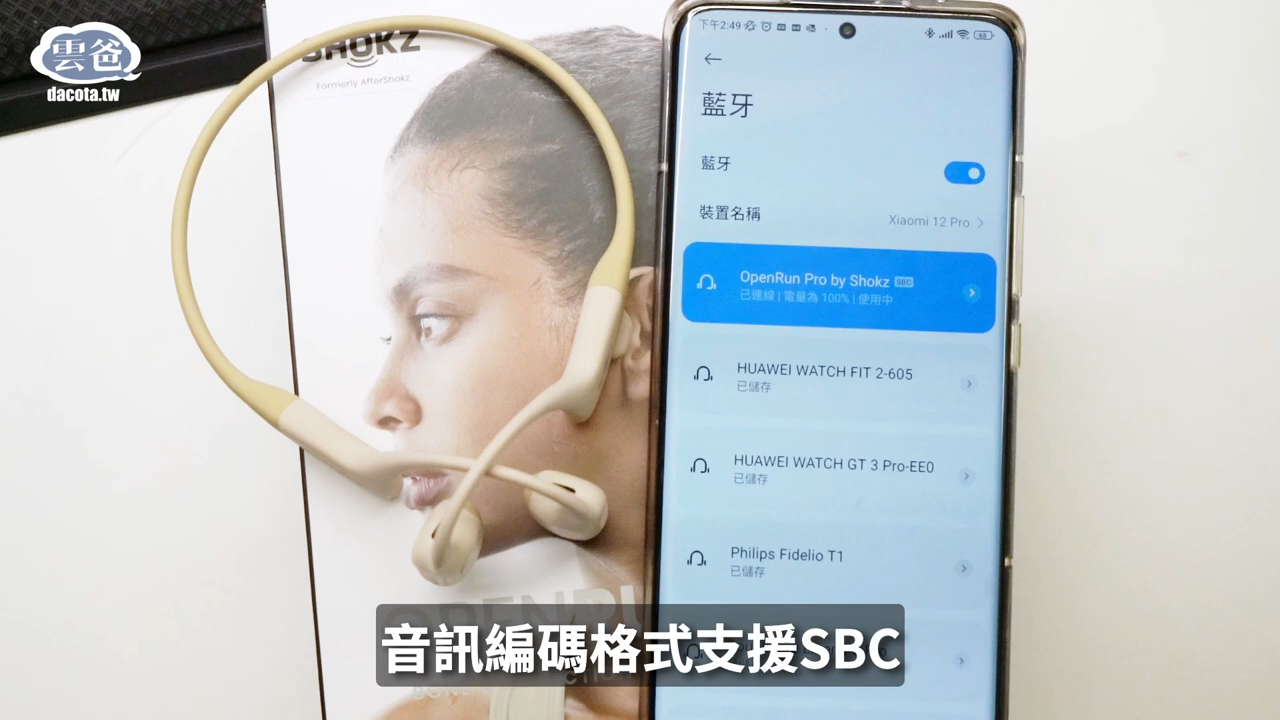 雲爸
dacota.tw
SHOKZ
Formerly AfterShokz
下午2:49
藍牙
藍牙
裝置名稱
Xiaomi 12 Pro
OpenRun Pro by Shokz SBC
已連線 | 電量為 100% | 使用中
HUAWEI WATCH FIT 2-605
已儲存
HUAWEI WATCH GT 3 Pro-EE0
已儲存
Philips Fidelio T1
已儲存
音訊編碼格式支援SBC